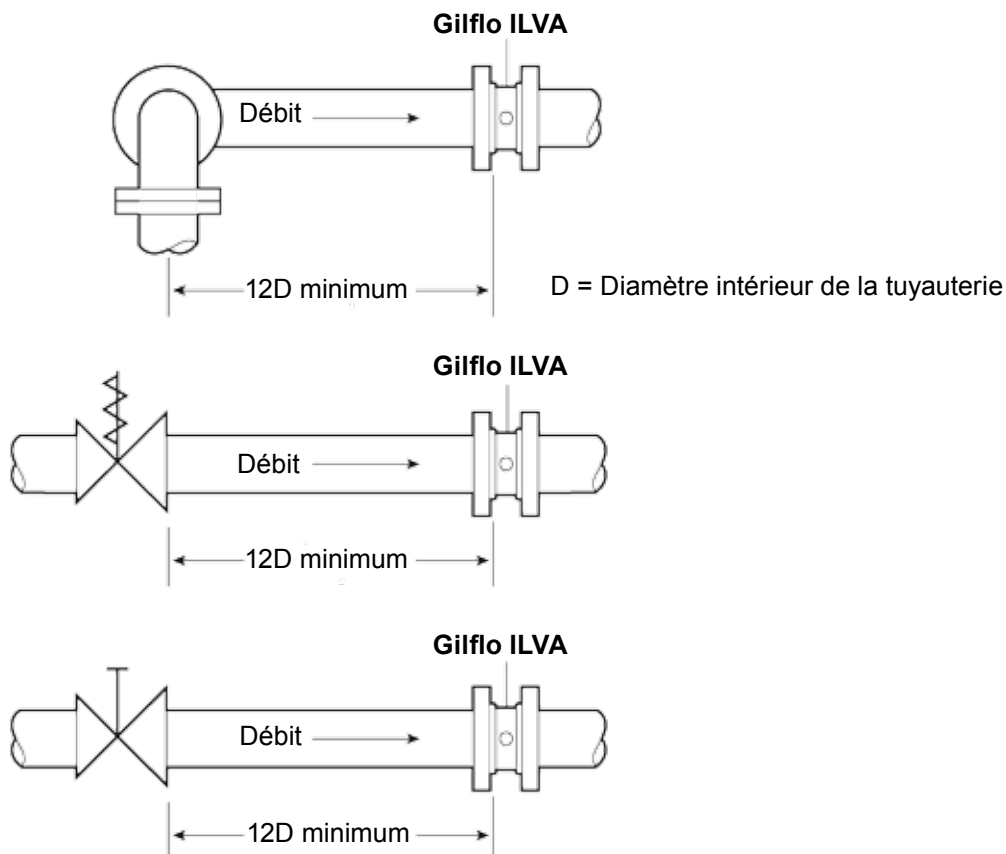 Gilflo ILVA
Débit
12D minimum
D = Diamètre intérieur de la tuyauterie
Gilflo ILVA
Débit
12D minimum
Gilflo ILVA
Débit
12D minimum